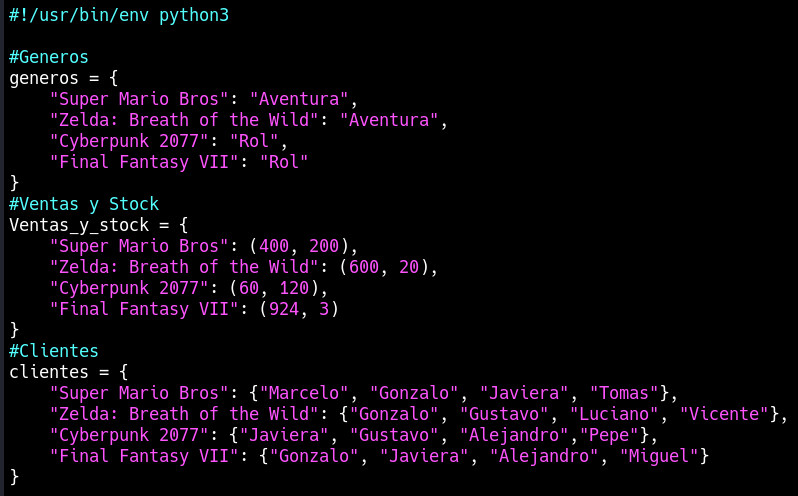 #!/usr/bin/env python3

#Generos
generos = {
    "Super Mario Bros": "Aventura",
    "Zelda: Breath of the Wild": "Aventura",
    "Cyberpunk 2077": "Rol",
    "Final Fantasy VII": "Rol"
}
#Ventas y Stock
Ventas_y_stock = {
    "Super Mario Bros": (400, 200),
    "Zelda: Breath of the Wild": (600, 20),
    "Cyberpunk 2077": (60, 120),
    "Final Fantasy VII": (924, 3)
}
#Clientes
clientes = {
    "Super Mario Bros": {"Marcelo", "Gonzalo", "Javiera", "Tomas"},
    "Zelda: Breath of the Wild": {"Gonzalo", "Gustavo", "Luciano", "Vicente"},
    "Cyberpunk 2077": {"Javiera", "Gustavo", "Alejandro","Pepe"},
    "Final Fantasy VII": {"Gonzalo", "Javiera", "Alejandro", "Miguel"}
}